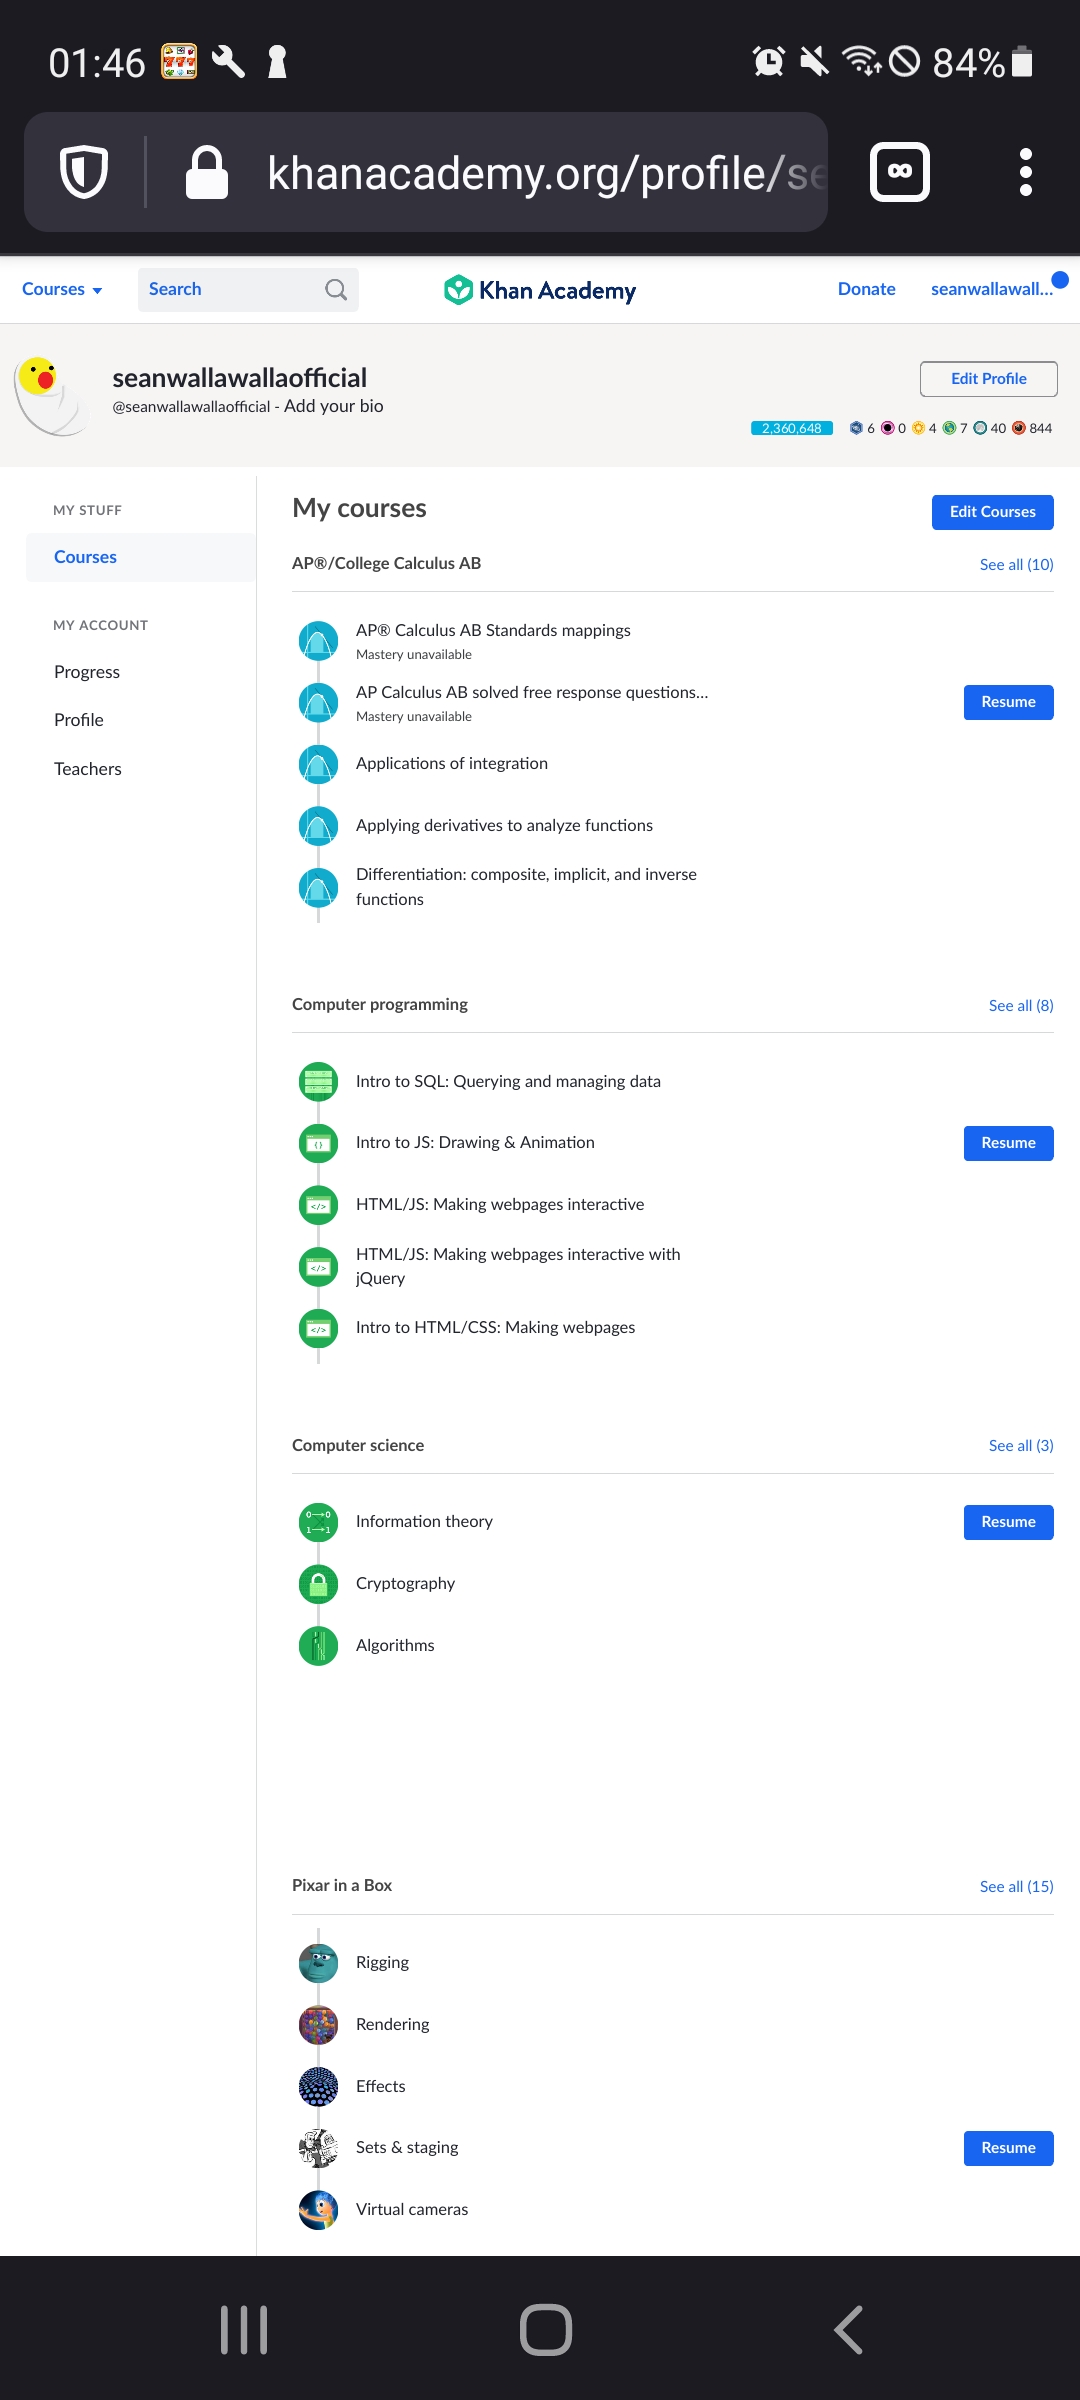 01:46
84%
khanacademy.org/profile/se
Courses
Search
Khan Academy
Donate
seanwallawall...
seanwallawallaofficial
@seanwallawallaofficial - Add your bio
Edit Profile
2,360,648
6 0 4 7 40 844
MY STUFF
Courses
MY ACCOUNT
Progress
Profile
Teachers
My courses
Edit Courses
AP®/College Calculus AB
See all (10)
AP® Calculus AB Standards mappings
Mastery unavailable
AP Calculus AB solved free response questions...
Mastery unavailable
Resume
Applications of integration
Applying derivatives to analyze functions
Differentiation: composite, implicit, and inverse
functions
Computer programming
See all (8)
Intro to SQL: Querying and managing data
Intro to JS: Drawing & Animation
Resume
HTML/JS: Making webpages interactive
HTML/JS: Making webpages interactive with
jQuery
Intro to HTML/CSS: Making webpages
Computer science
See all (3)
Information theory
Resume
Cryptography
Algorithms
Pixar in a Box
See all (15)
Rigging
Rendering
Effects
Sets & staging
Resume
Virtual cameras